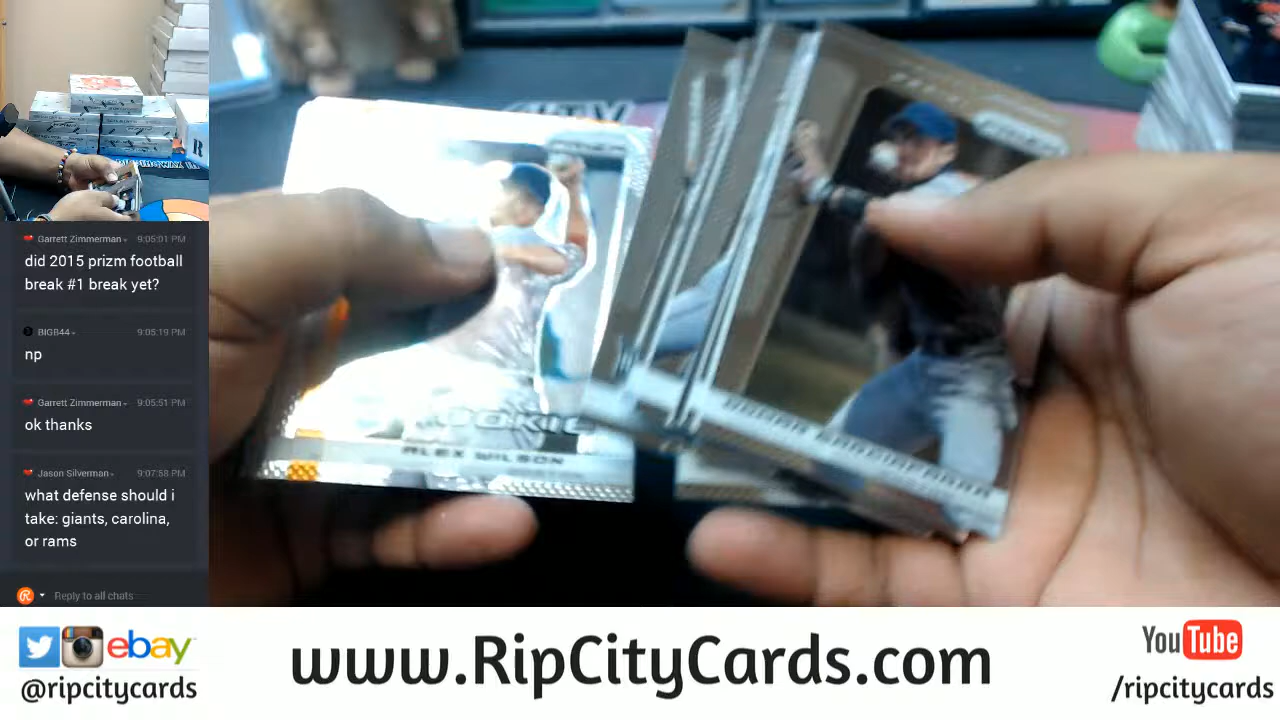 Garrett Zimmerman 9:05:01 PM
did 2015 prizm football
break #1 break yet?
BIGB44 9:05:19 PM
np
Garrett Zimmerman 9:05:51 PM
ok thanks
Jason Silverman 9:07:58 PM
what defense should i
take: giants, carolina,
or rams
Reply to all chats
ROOKIE
ALEX WILSON
ebay
@ripcitycards
www.RipCityCards.com
YouTube
/ripcitycards